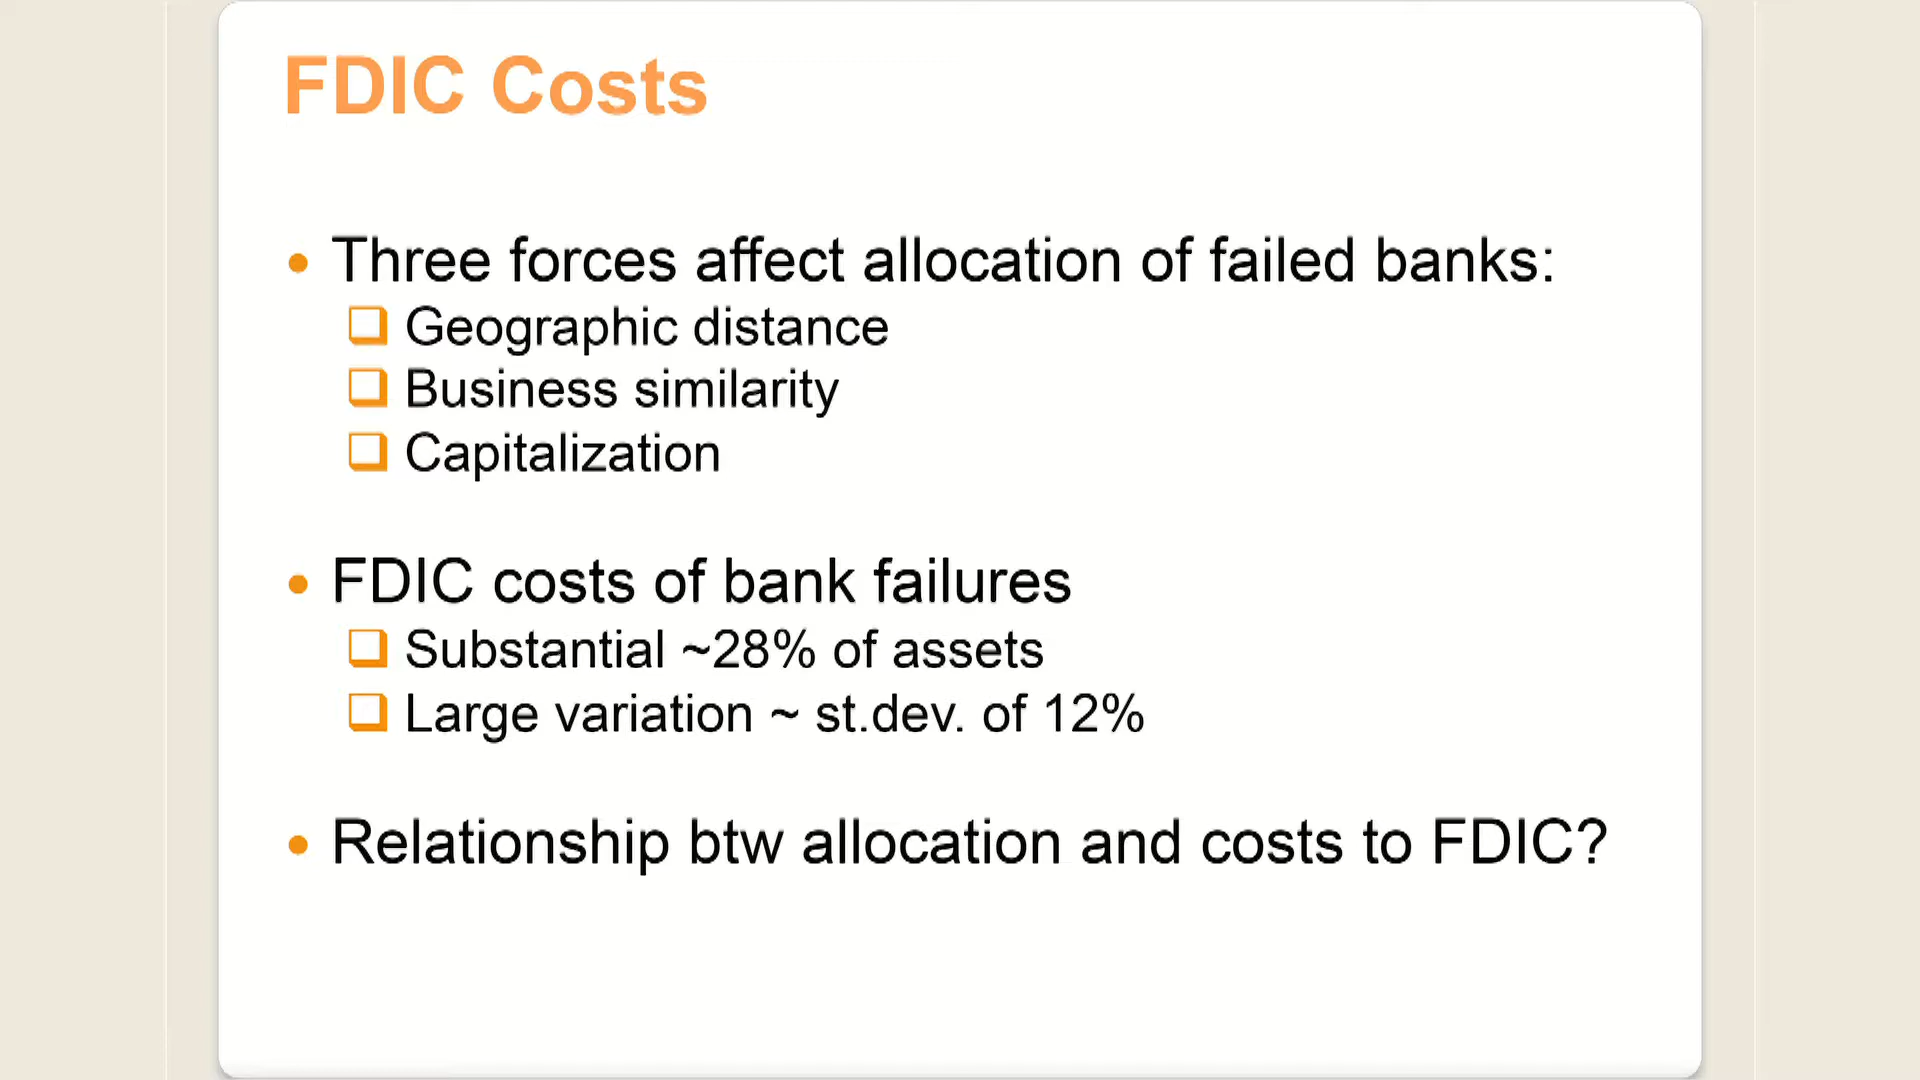 FDIC Costs
Three forces affect allocation of failed banks:
Geographic distance
Business similarity
Capitalization
FDIC costs of bank failures
Substantial ~28% of assets
Large variation ~ st.dev. of 12%
Relationship btw allocation and costs to FDIC?